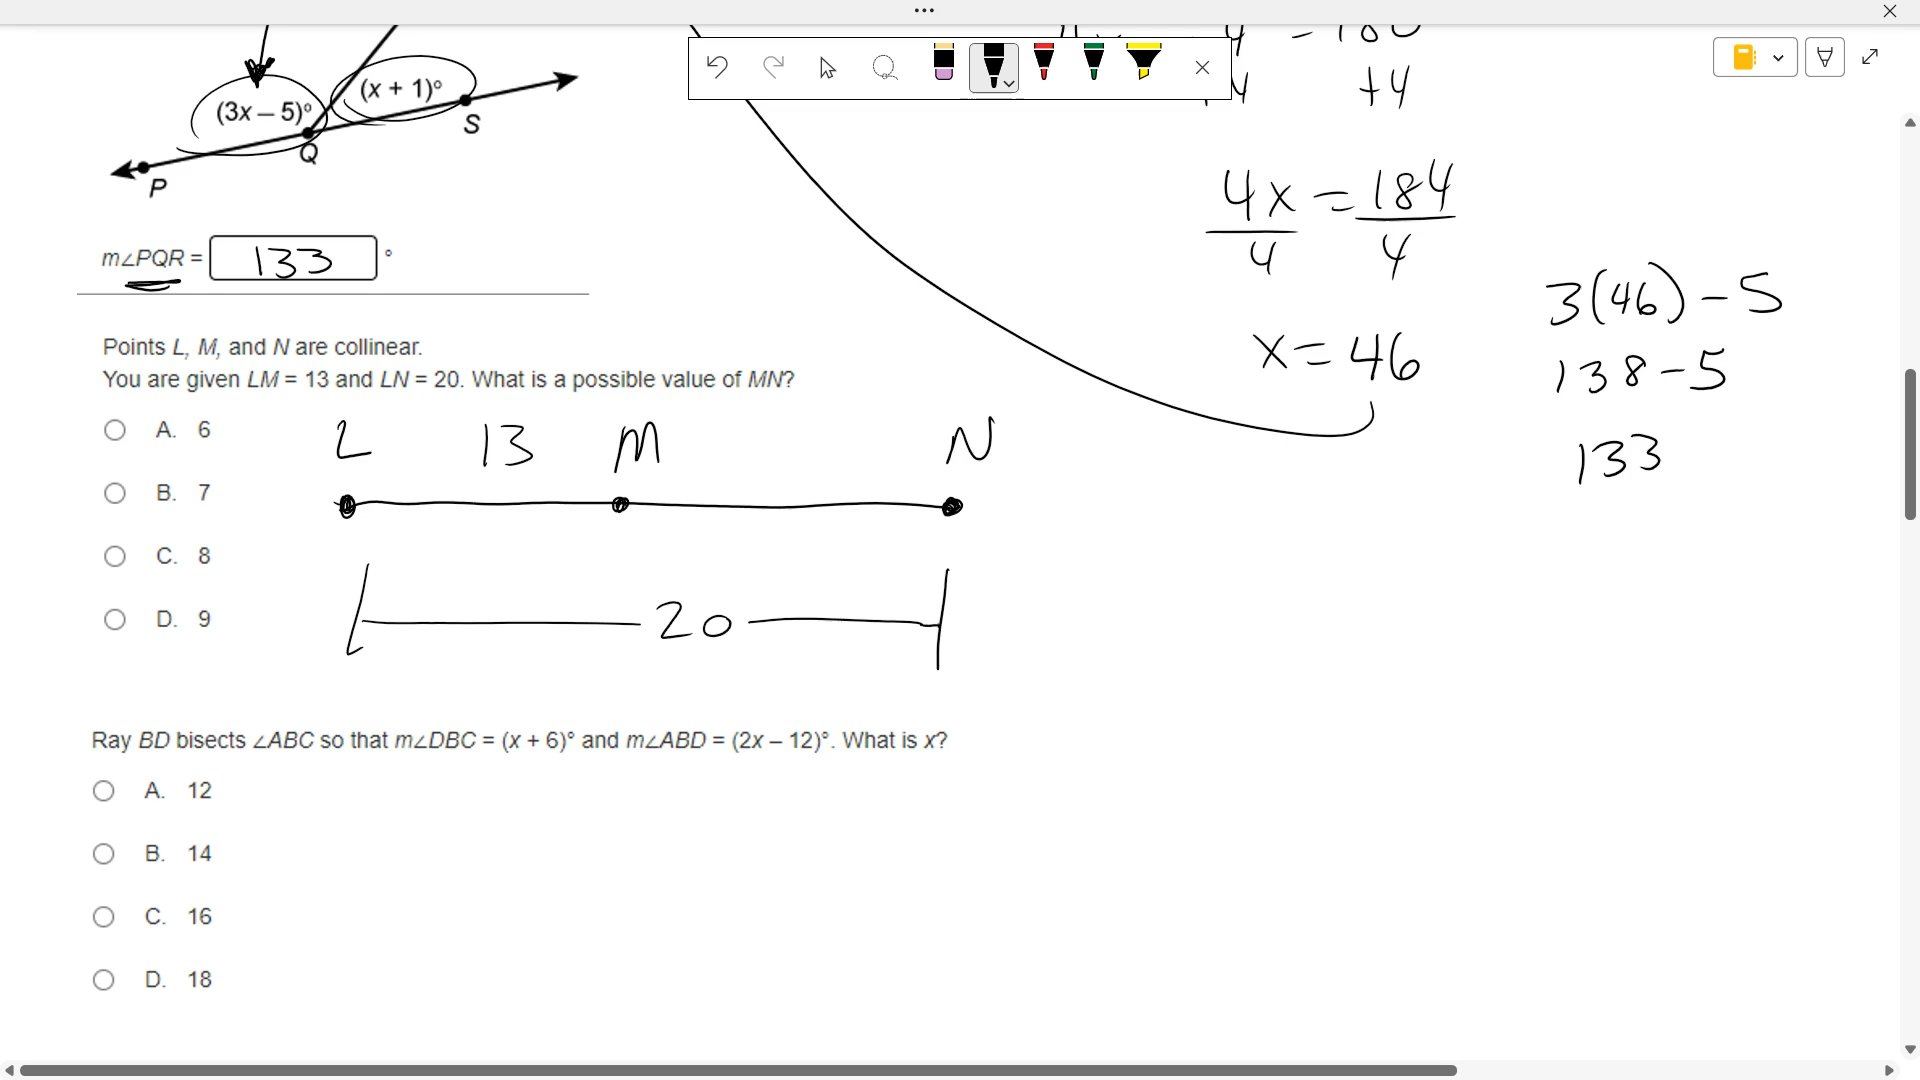 4 = 180
+4 +4
(3x – 5)° (x + 1)°
P Q S
4x = 184
4 4
m∠PQR = 133 °
3(46) - 5
x = 46
138 - 5
133
Points L, M, and N are collinear.
You are given LM = 13 and LN = 20. What is a possible value of MN?
A. 6
B. 7
C. 8
D. 9
L 13 M N
20
Ray BD bisects ∠ABC so that m∠DBC = (x + 6)° and m∠ABD = (2x – 12)°. What is x?
A. 12
B. 14
C. 16
D. 18